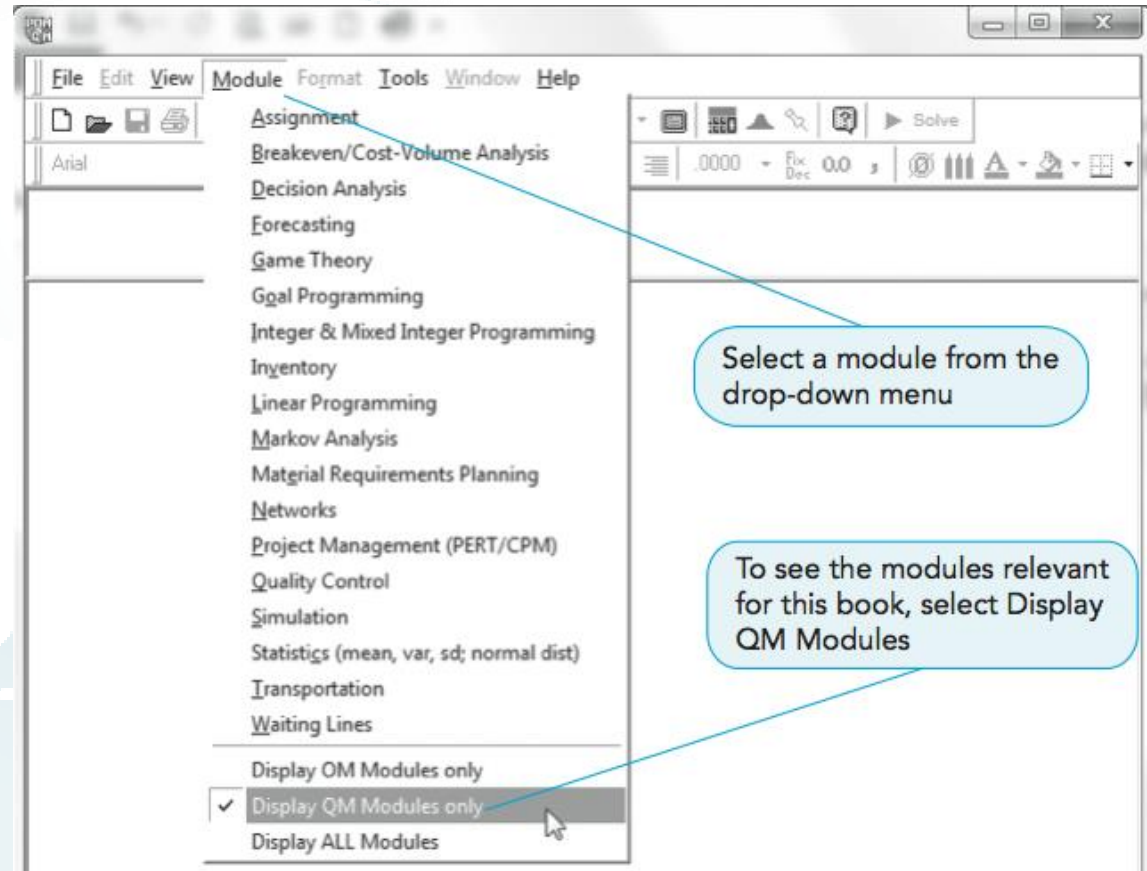 POM
QM
File Edit View Module Format Tools Window Help
Solve
Arial .0000 Fix Dec 0.0 , A
Assignment
Breakeven/Cost-Volume Analysis
Decision Analysis
Forecasting
Game Theory
Goal Programming
Integer & Mixed Integer Programming
Inventory
Linear Programming
Markov Analysis
Material Requirements Planning
Networks
Project Management (PERT/CPM)
Quality Control
Simulation
Statistics (mean, var, sd; normal dist)
Transportation
Waiting Lines
Display OM Modules only
Display QM Modules only
Display ALL Modules
Select a module from the
drop-down menu
To see the modules relevant
for this book, select Display
QM Modules